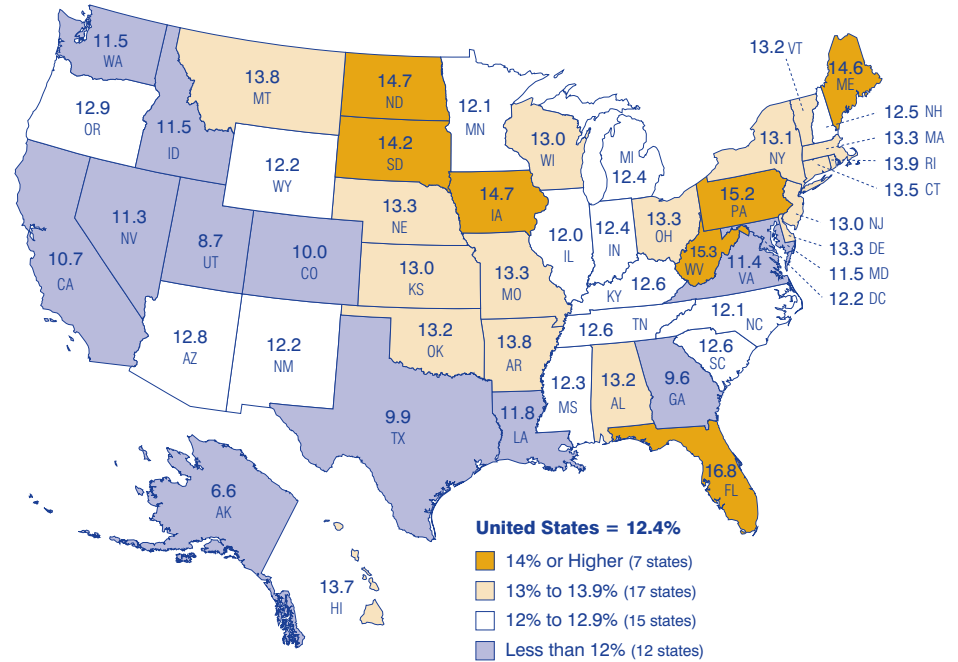 11.5
WA
13.2 VT
14.6
ME
13.8
MT
14.7
ND
12.1
MN
12.9
OR
12.5 NH
11.5
ID
14.2
SD
13.0
WI
13.1
NY
13.3 MA
MI
12.4
13.9 RI
12.2
WY
13.5 CT
14.7
IA
15.2
PA
13.3
NE
13.3
OH
13.0 NJ
11.3
NV
12.0
IL
12.4
IN
13.3 DE
8.7
UT
10.0
CO
15.3
WV
11.4
VA
11.5 MD
10.7
CA
13.0
KS
13.3
MO
KY 12.6
12.2 DC
12.1
NC
12.8
AZ
12.2
NM
13.2
OK
13.8
AR
12.6 TN
12.6
SC
12.3
MS
13.2
AL
9.6
GA
9.9
TX
11.8
LA
16.8
FL
6.6
AK
13.7
HI
United States = 12.4%
14% or Higher (7 states)
13% to 13.9% (17 states)
12% to 12.9% (15 states)
Less than 12% (12 states)